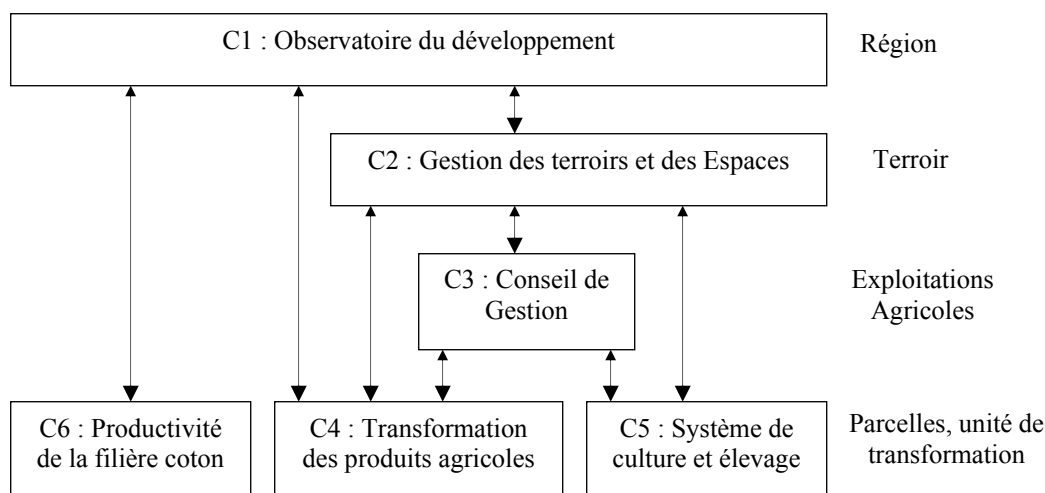 C1 : Observatoire du développement
Région
C2 : Gestion des terroirs et des Espaces
Terroir
C3 : Conseil de
Gestion
Exploitations
Agricoles
C6 : Productivité
de la filière coton
C4 : Transformation
des produits agricoles
C5 : Système de
culture et élevage
Parcelles, unité de
transformation